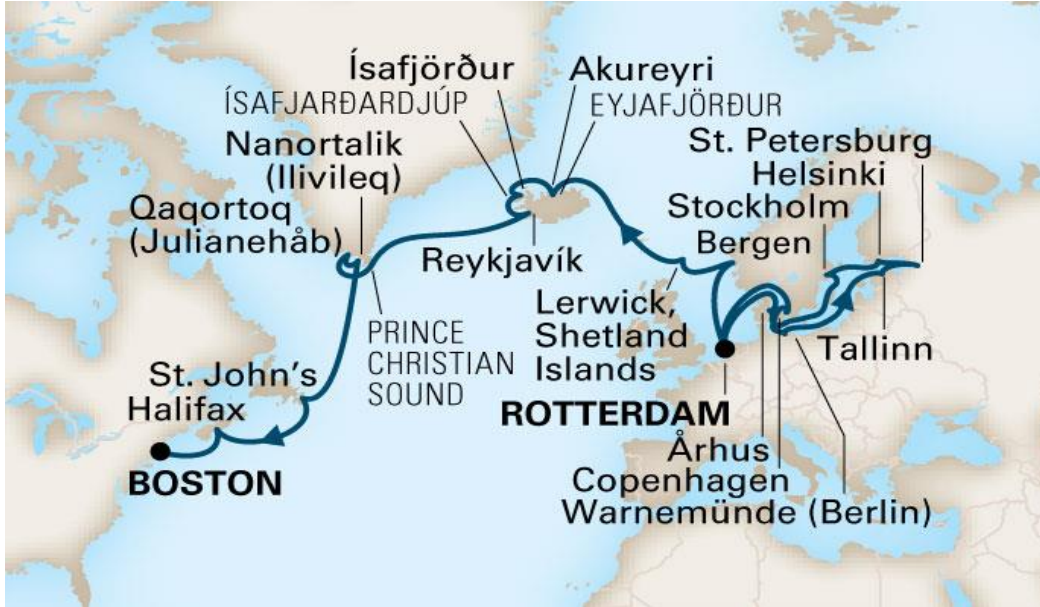 Ísafjörður
ÍSAFJARÐARDJÚP
Akureyri
EYJAFJÖRÐUR
Nanortalik
(Ilivileq)
Qaqortoq
(Julianehåb)
Reykjavík
St. Petersburg
Helsinki
Stockholm
Bergen
Lerwick,
Shetland
Islands
PRINCE
CHRISTIAN
SOUND
Tallinn
St. John's
Halifax
BOSTON
ROTTERDAM
Århus
Copenhagen
Warnemünde (Berlin)